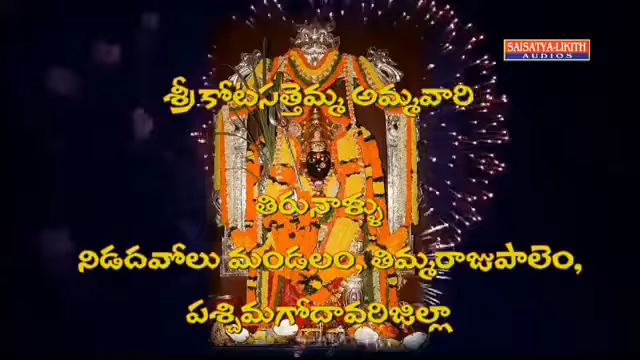 SAISATYA-LIKITH
AUDIOS
శ్రీ కోటసత్తెమ్మ అమ్మవారి
తిరునాళ్ళు
నిడదవోలు మండలం, తిమ్మరాజుపాలెం,
పశ్చిమగోదావరిజిల్లా